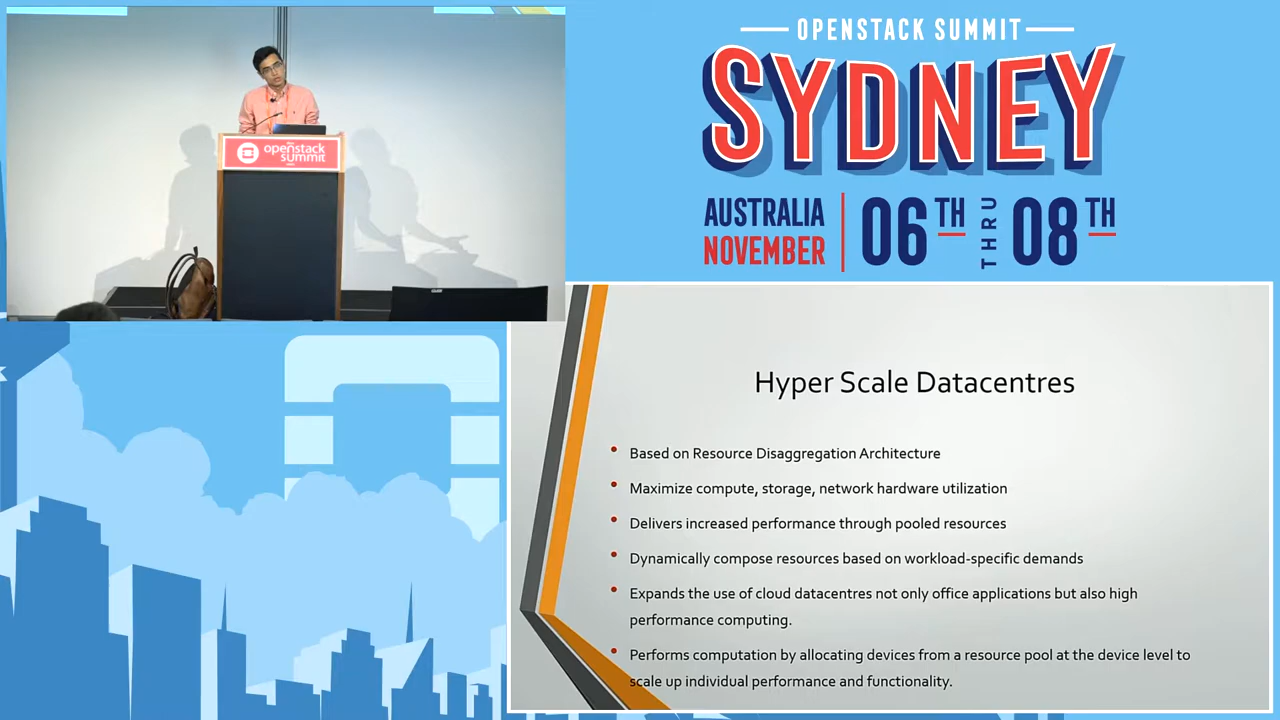 OPENSTACK SUMMIT
SYDNEY
AUSTRALIA
NOVEMBER
06TH THRU 08TH
openstack
summit
Hyper Scale Datacentres
• Based on Resource Disaggregation Architecture
• Maximize compute, storage, network hardware utilization
• Delivers increased performance through pooled resources
• Dynamically compose resources based on workload-specific demands
• Expands the use of cloud datacentres not only office applications but also high
performance computing.
• Performs computation by allocating devices from a resource pool at the device level to
scale up individual performance and functionality.